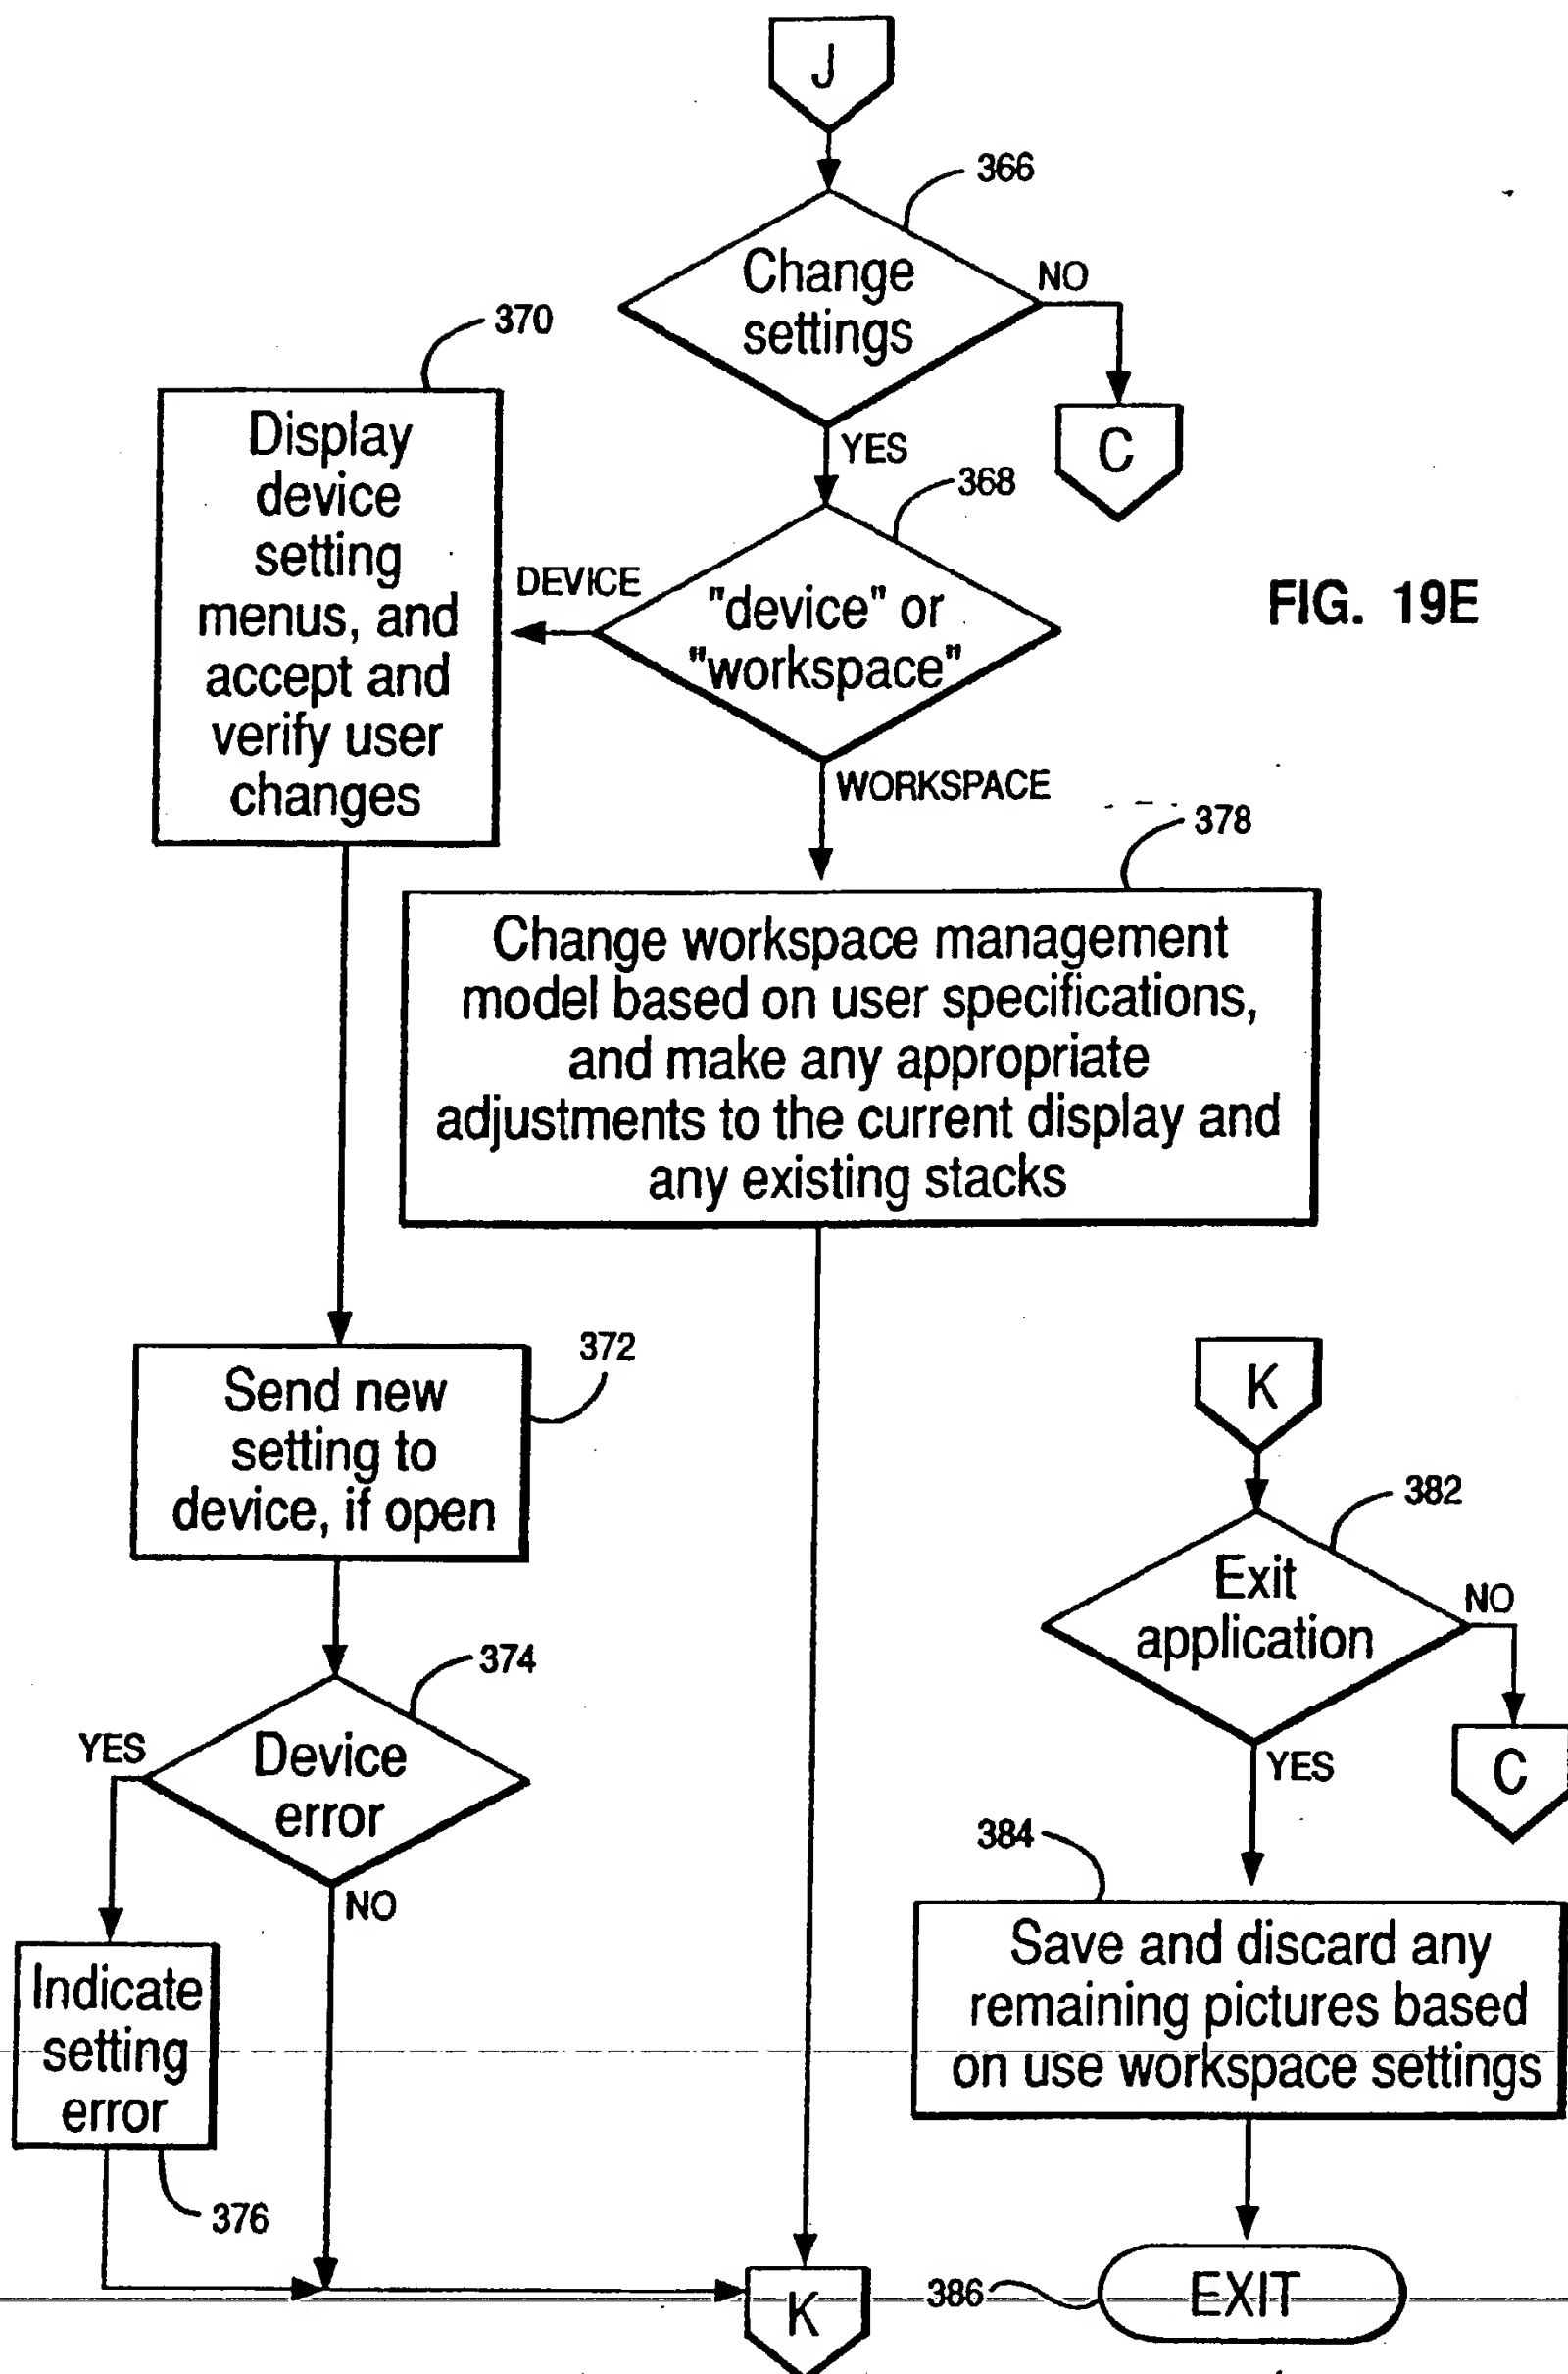 J
366
Change
settings
NO
C
YES
370
Display
device
setting
menus, and
accept and
verify user
changes
368
"device" or
"workspace"
DEVICE
FIG. 19E
WORKSPACE
378
Change workspace management
model based on user specifications,
and make any appropriate
adjustments to the current display and
any existing stacks
372
Send new
setting to
device, if open
374
Device
error
YES
NO
Indicate
setting
error
376
K
K
382
Exit
application
NO
C
YES
384
Save and discard any
remaining pictures based
on use workspace settings
386
EXIT